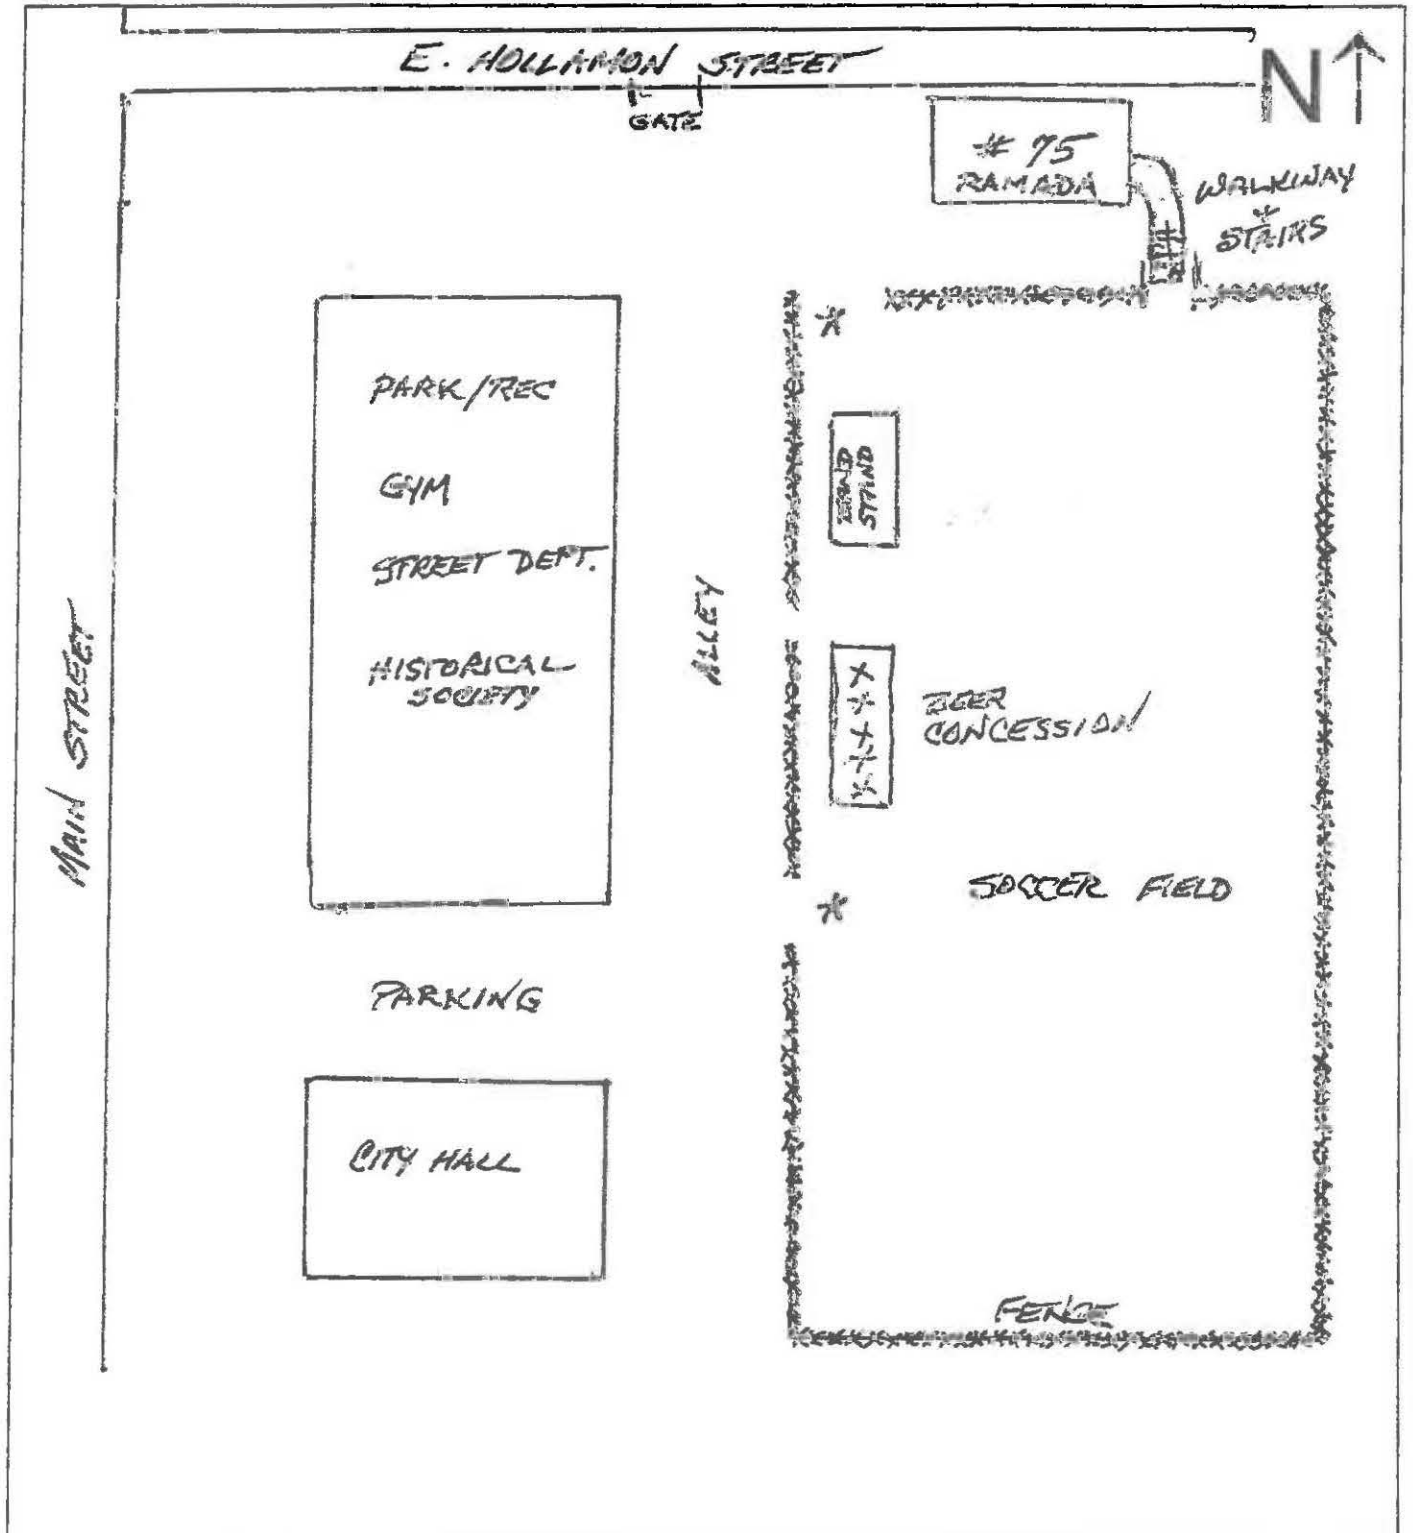 E. HOLLAMON STREET
N
GATE
# 75
RAMADA
WALKWAY
+
STAIRS
PARK/REC
GYM
STREET DEPT.
HISTORICAL
SOCIETY
ALLEY
MAIN STREET
STAND
BEER
CONCESSION
SOCCER FIELD
PARKING
CITY HALL
FENCE